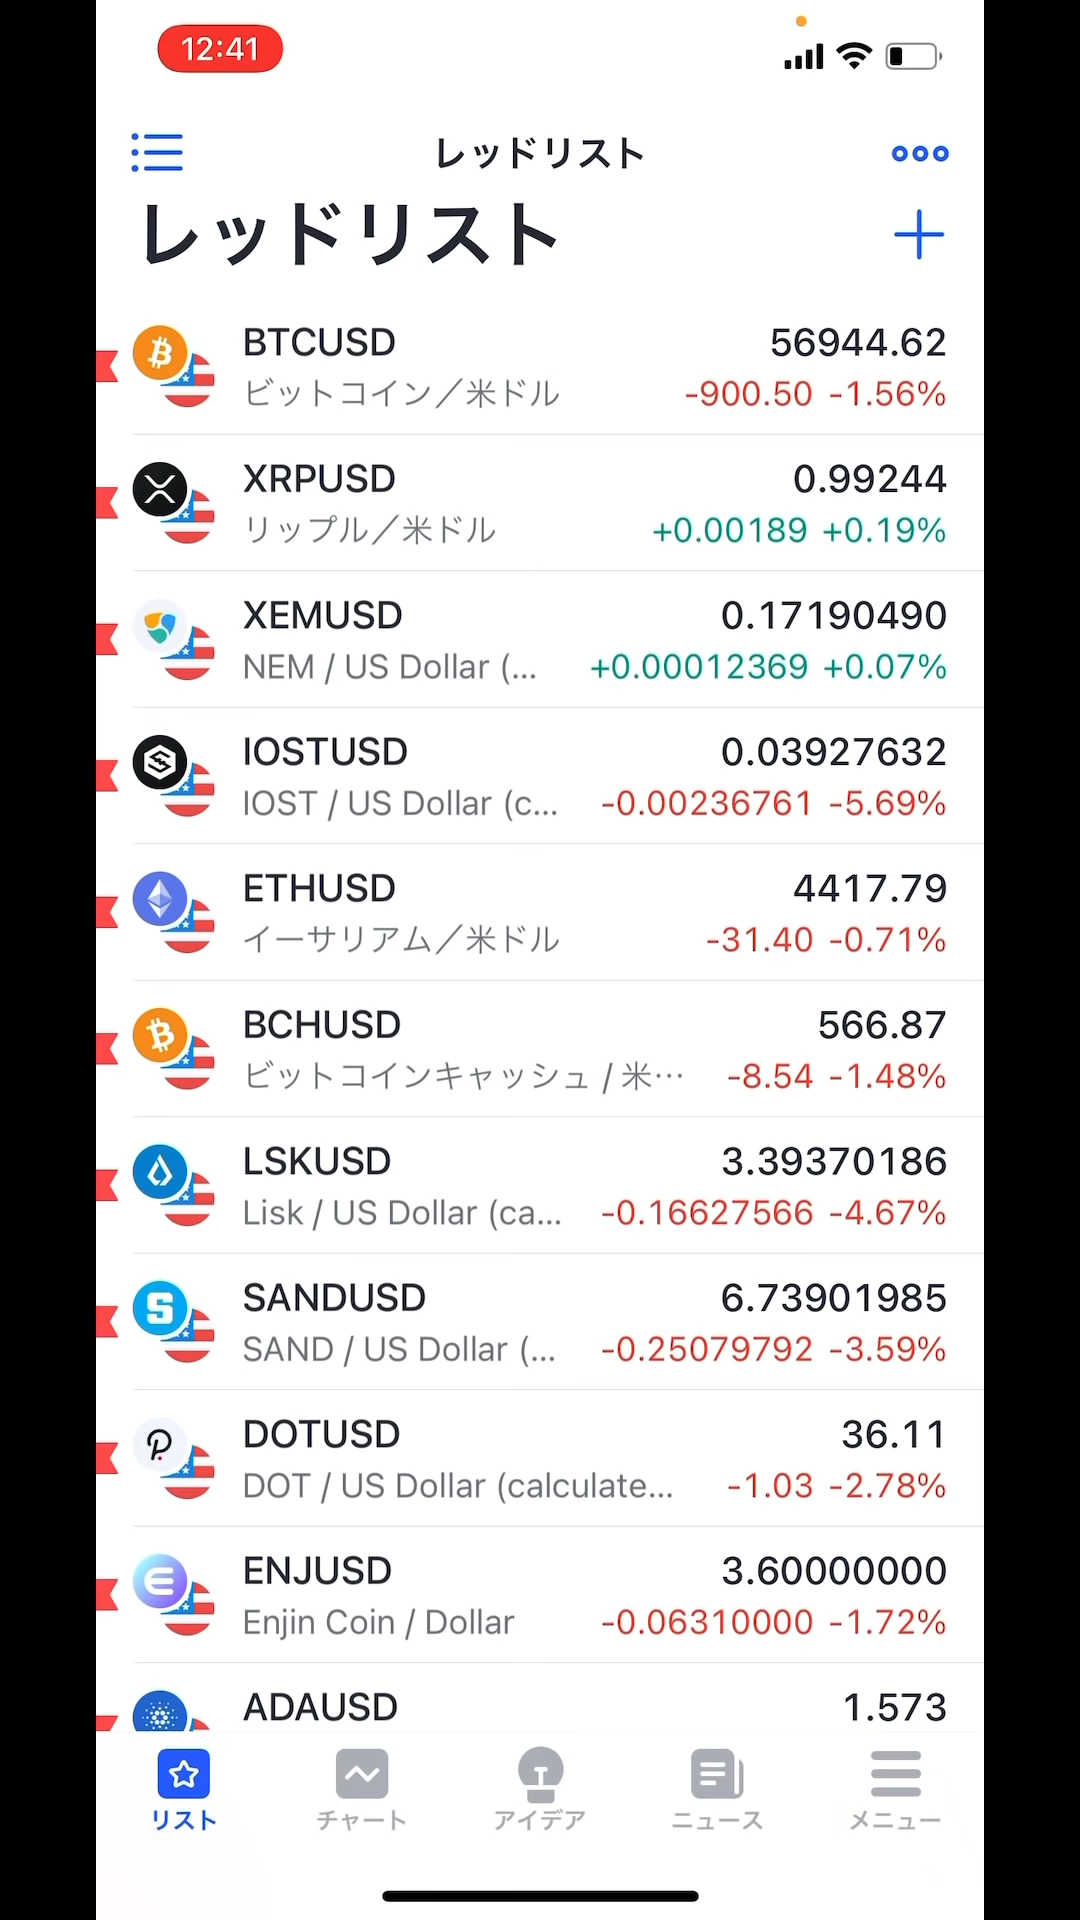 12:41
レッドリスト
レッドリスト
BTCUSD 56944.62
ビットコイン／米ドル -900.50 -1.56%
XRPUSD 0.99244
リップル／米ドル +0.00189 +0.19%
XEMUSD 0.17190490
NEM / US Dollar (... +0.00012369 +0.07%
IOSTUSD 0.03927632
IOST / US Dollar (c... -0.00236761 -5.69%
ETHUSD 4417.79
イーサリアム／米ドル -31.40 -0.71%
BCHUSD 566.87
ビットコインキャッシュ / 米… -8.54 -1.48%
LSKUSD 3.39370186
Lisk / US Dollar (ca... -0.16627566 -4.67%
SANDUSD 6.73901985
SAND / US Dollar (... -0.25079792 -3.59%
DOTUSD 36.11
DOT / US Dollar (calculate... -1.03 -2.78%
ENJUSD 3.60000000
Enjin Coin / Dollar -0.06310000 -1.72%
ADAUSD 1.573
リスト チャート アイデア ニュース メニュー